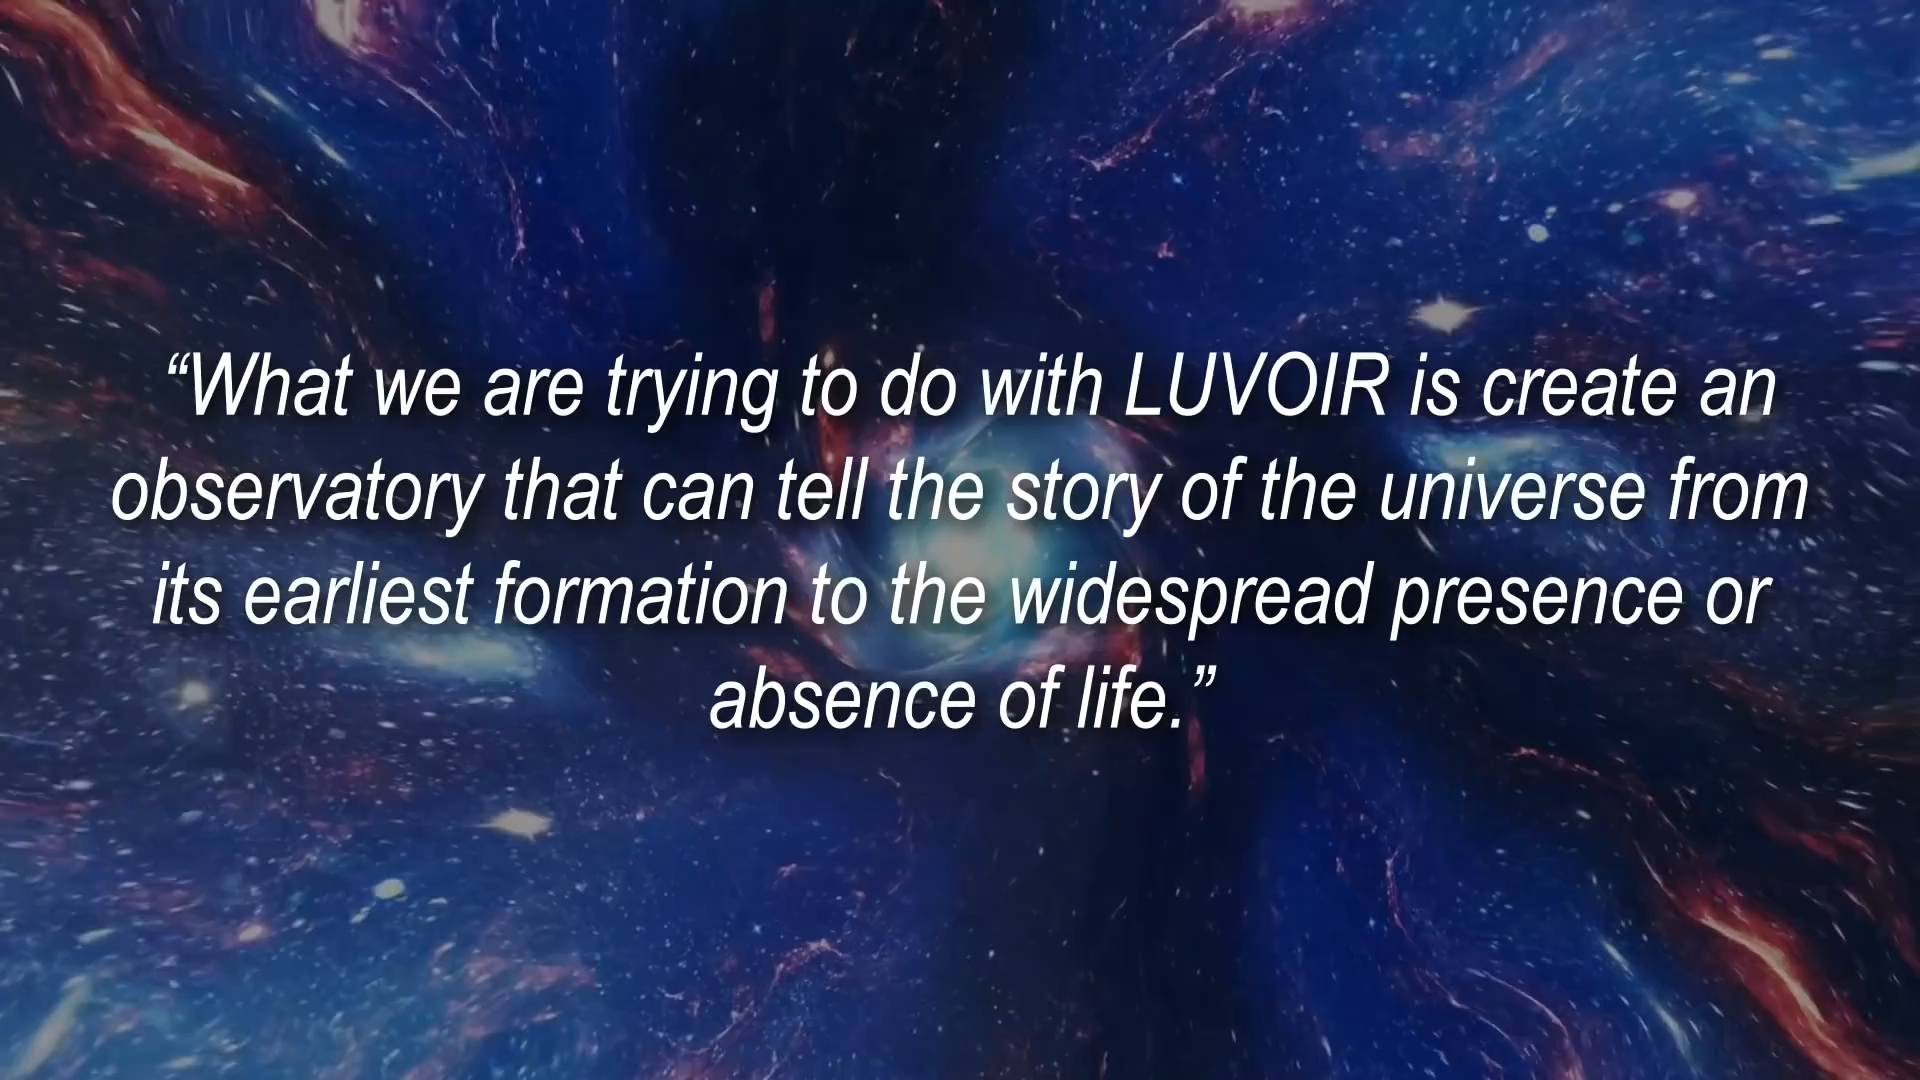 “What we are trying to do with LUVOIR is create an
observatory that can tell the story of the universe from
its earliest formation to the widespread presence or
absence of life.”